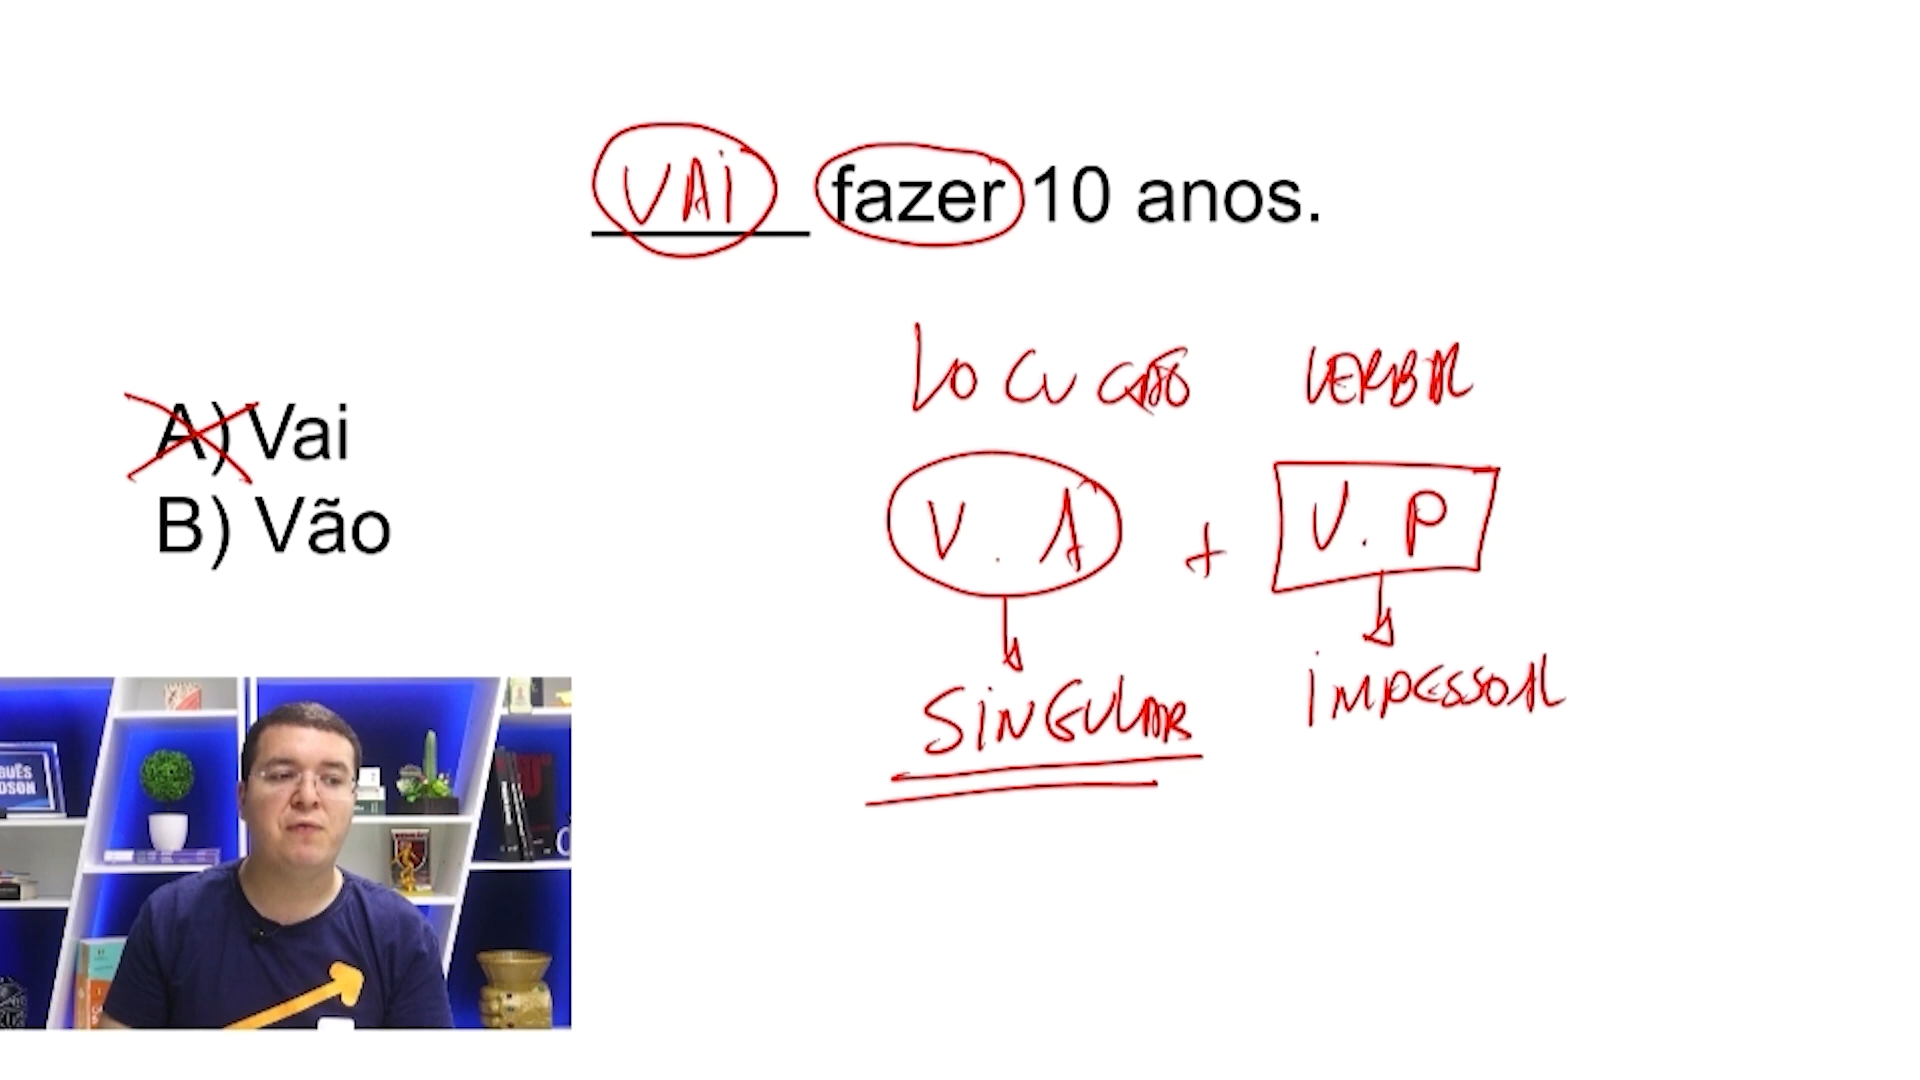 VAI fazer 10 anos.
LOCUÇÃO VERBAL
A) Vai
B) Vão
V. A + V. P
SINGULAR
IMPESSOAL